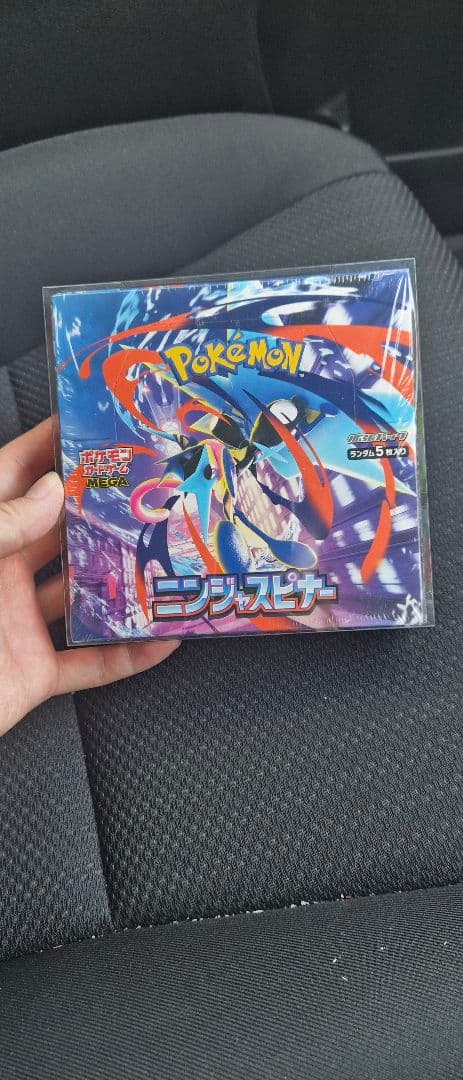 POKéMON
TM
拡張パック
ランダム5枚入り
ポケモン
カードゲーム
MEGA
ニンジャスピナー